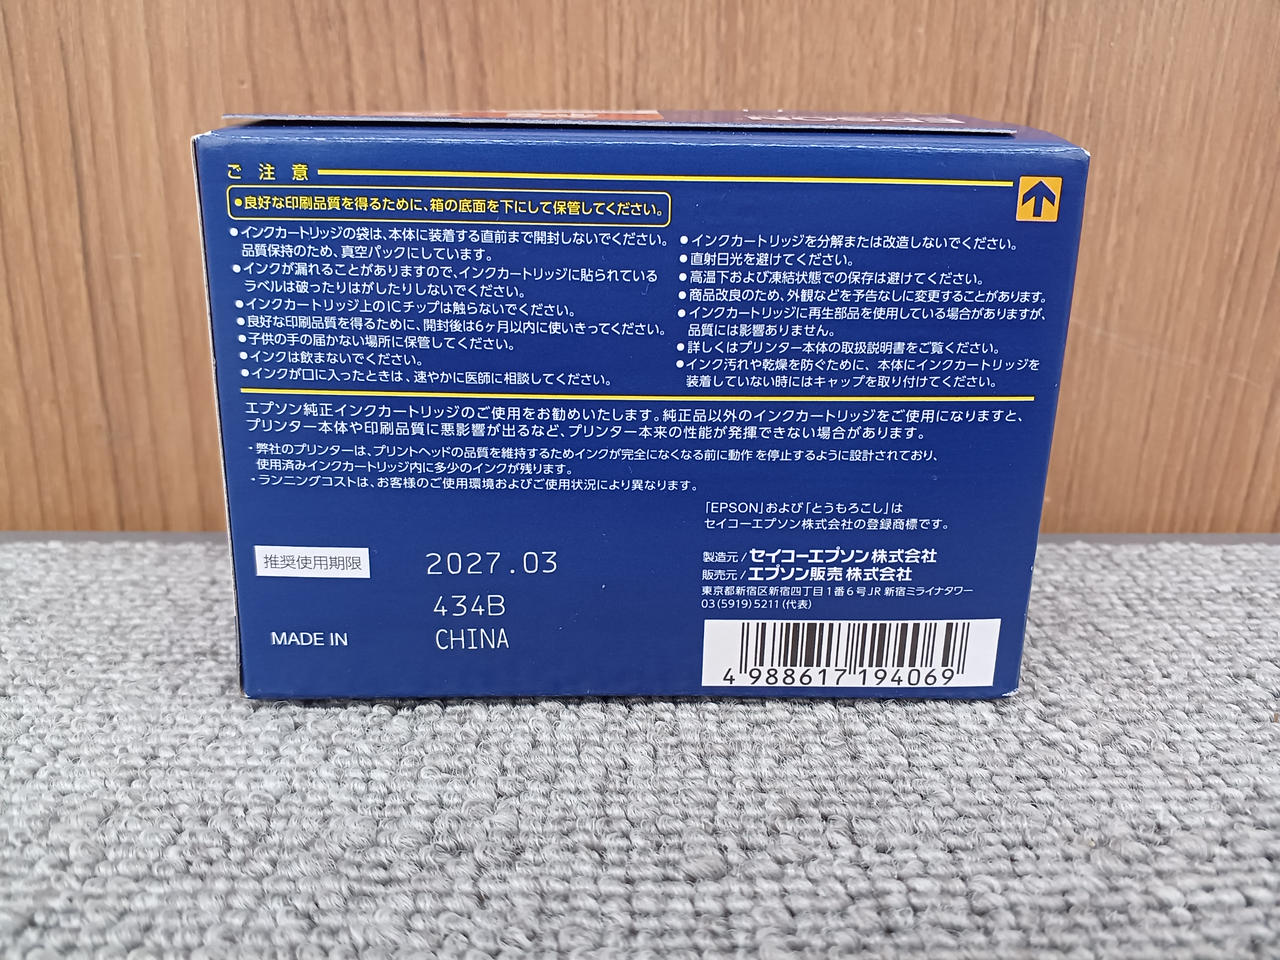 ご注意
●良好な印刷品質を得るために、箱の底面を下にして保管してください。
●インクカートリッジの袋は、本体に装着する直前まで開封しないでください。
品質保持のため、真空パックにしています。
●インクが漏れることがありますので、インクカートリッジに貼られている
ラベルは破ったりはがしたりしないでください。
●インクカートリッジ上のICチップは触らないでください。
●良好な印刷品質を得るために、開封後は6ヶ月以内に使いきってください。
●子供の手の届かない場所に保管してください。
●インクは飲まないでください。
●インクが口に入ったときは、速やかに医師に相談してください。
●インクカートリッジを分解または改造しないでください。
●直射日光を避けてください。
●高温下および凍結状態での保存は避けてください。
●商品改良のため、外観などを予告なしに変更することがあります。
●インクカートリッジに再生部品を使用している場合がありますが、
品質には影響ありません。
●詳しくはプリンター本体の取扱説明書をご覧ください。
●インク汚れや乾燥を防ぐために、本体にインクカートリッジを
装着していない時にはキャップを取り付けてください。
エプソン純正インクカートリッジのご使用をお勧めいたします。純正品以外のインクカートリッジをご使用になりますと、
プリンター本体や印刷品質に悪影響が出るなど、プリンター本来の性能が発揮できない場合があります。
・弊社のプリンターは、プリントヘッドの品質を維持するためインクが完全になくなる前に動作を停止するように設計されており、
使用済みインクカートリッジ内に多少のインクが残ります。
・ランニングコストは、お客様のご使用環境およびご使用状況により異なります。
「EPSON」および「とうもろこし」は
セイコーエプソン株式会社の登録商標です。
推奨使用期限 2027.03
434B
MADE IN CHINA
製造元/セイコーエプソン株式会社
販売元/エプソン販売株式会社
東京都新宿区新宿四丁目1番6号JR新宿ミライナタワー
03(5919)5211(代表)
4 988617 194069